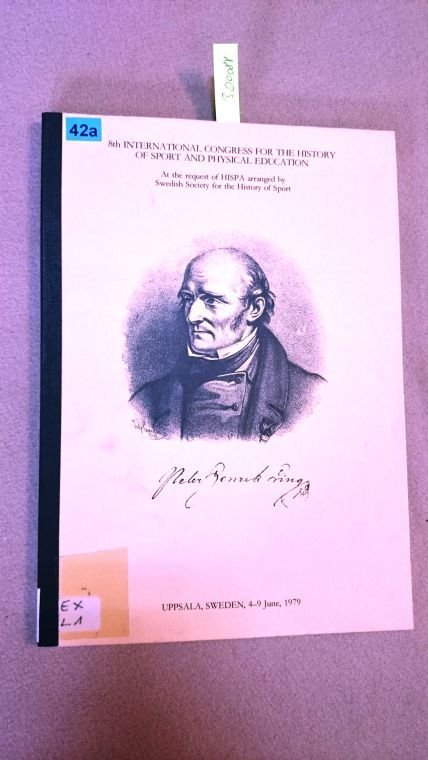 42a
8th INTERNATIONAL CONGRESS FOR THE HISTORY
OF SPORT AND PHYSICAL EDUCATION
At the request of HISPA arranged by
Swedish Society for the History of Sport
Peter Henrik Ling
UPPSALA, SWEDEN, 4–9 June, 1979
EX
L1